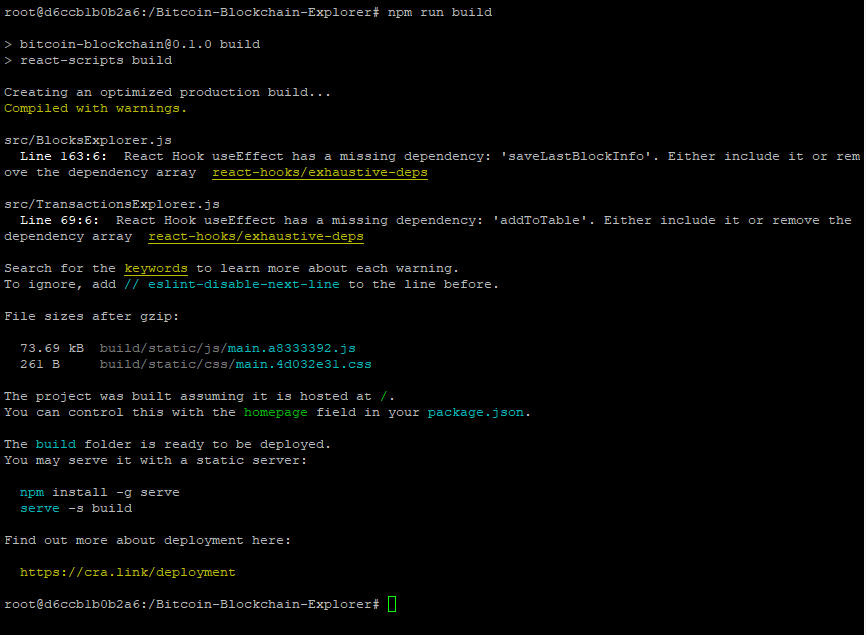 root@d6ccb1b0b2a6:/Bitcoin-Blockchain-Explorer# npm run build
> bitcoin-blockchain@0.1.0 build
> react-scripts build
Creating an optimized production build...
Compiled with warnings.
src/BlocksExplorer.js
  Line 163:6:  React Hook useEffect has a missing dependency: 'saveLastBlockInfo'. Either include it or rem
ove the dependency array  react-hooks/exhaustive-deps
src/TransactionsExplorer.js
  Line 69:6:  React Hook useEffect has a missing dependency: 'addToTable'. Either include it or remove the
dependency array  react-hooks/exhaustive-deps
Search for the keywords to learn more about each warning.
To ignore, add // eslint-disable-next-line to the line before.
File sizes after gzip:
  73.69 kB  build/static/js/main.a8333392.js
  261 B     build/static/css/main.4d032e31.css
The project was built assuming it is hosted at /.
You can control this with the homepage field in your package.json.
The build folder is ready to be deployed.
You may serve it with a static server:
  npm install -g serve
  serve -s build
Find out more about deployment here:
  https://cra.link/deployment
root@d6ccb1b0b2a6:/Bitcoin-Blockchain-Explorer#